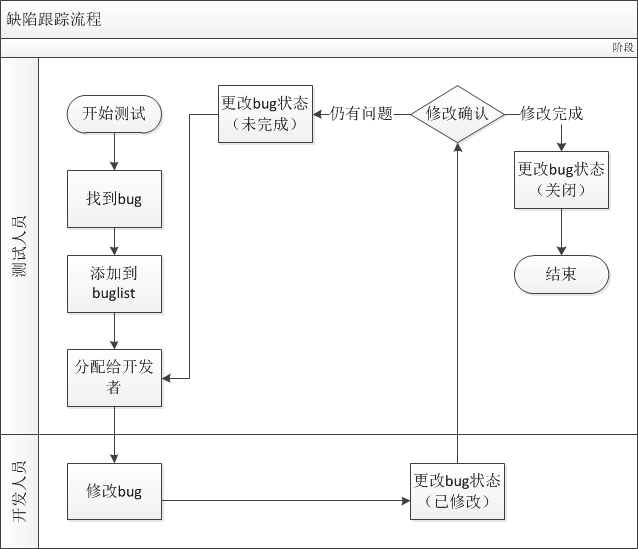 缺陷跟踪流程
阶段
测试人员
开始测试
找到bug
添加到
buglist
分配给开发
者
更改bug状态
（未完成）
仍有问题
修改确认
修改完成
更改bug状态
（关闭）
结束
开发人员
修改bug
更改bug状态
（已修改）